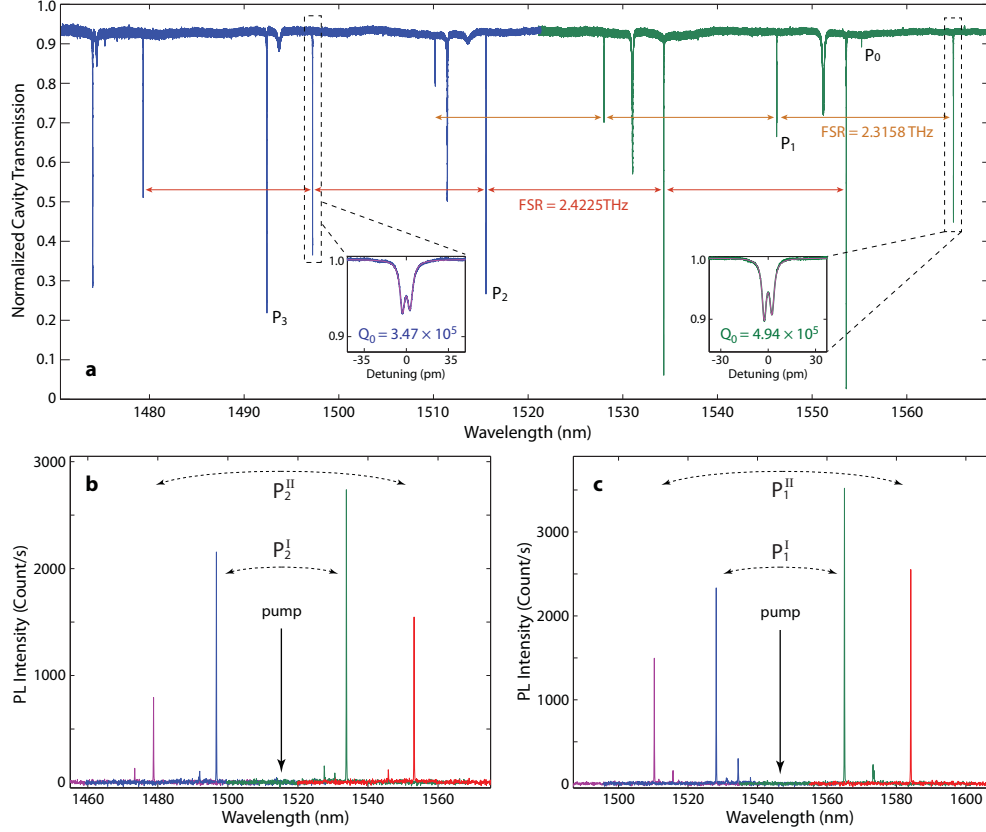 1.0
0.9
0.8
0.7
0.6
0.5
0.4
0.3
0.2
0.1
0
Normalized Cavity Transmission
a
P0
P1
P2
P3
FSR = 2.3158 THz
FSR = 2.4225THz
1.0
0.9
Q0 = 3.47 × 10^5
-35 0 35
Detuning (pm)
1.0
0.9
Q0 = 4.94 × 10^5
-30 0 30
Detuning (pm)
1480 1490 1500 1510 1520 1530 1540 1550 1560
Wavelength (nm)
b
3000
2000
1000
0
PL Intensity (Count/s)
P2^II
P2^I
pump
1460 1480 1500 1520 1540 1560
Wavelength (nm)
c
3000
2000
1000
0
PL Intensity (Count/s)
P1^II
P1^I
pump
1500 1520 1540 1560 1580 1600
Wavelength (nm)